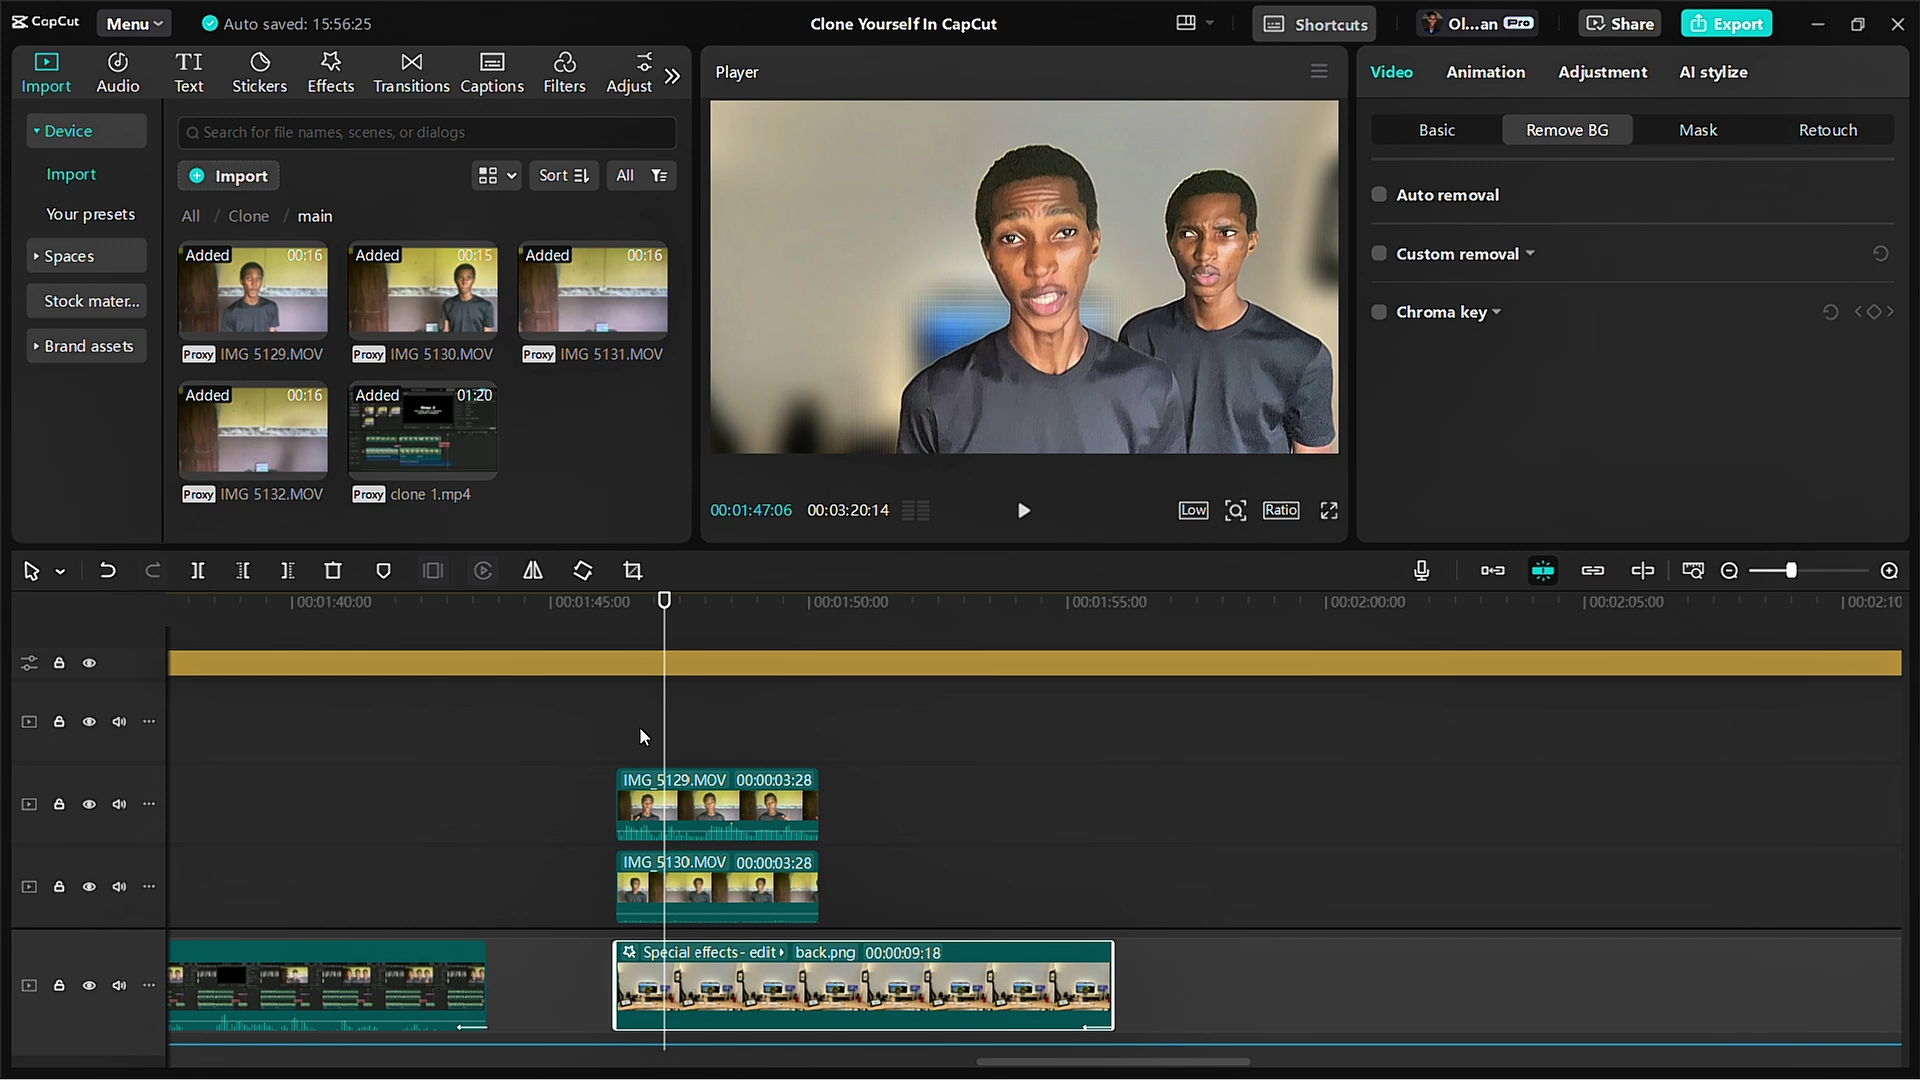 CapCut Menu Auto saved: 15:56:25 Clone Yourself In CapCut Shortcuts Ol...an Pro Share Export
Import Audio Text Stickers Effects Transitions Captions Filters Adjust
Device
Import
Your presets
Spaces
Stock mater...
Brand assets
Search for file names, scenes, or dialogs
Import Sort All
All / Clone / main
Added 00:16 Added 00:15 Added 00:16
Proxy IMG 5129.MOV Proxy IMG 5130.MOV Proxy IMG 5131.MOV
Added 00:16 Added 01:20
Proxy IMG 5132.MOV Proxy clone 1.mp4
Player
00:01:47:06 00:03:20:14 Low Ratio
Video Animation Adjustment AI stylize
Basic Remove BG Mask Retouch
Auto removal
Custom removal
Chroma key
00:01:40:00 00:01:45:00 00:01:50:00 00:01:55:00 00:02:00:00 00:02:05:00 00:02:10
IMG_5129.MOV 00:00:03:28
IMG_5130.MOV 00:00:03:28
Special effects - edit back.png 00:00:09:18